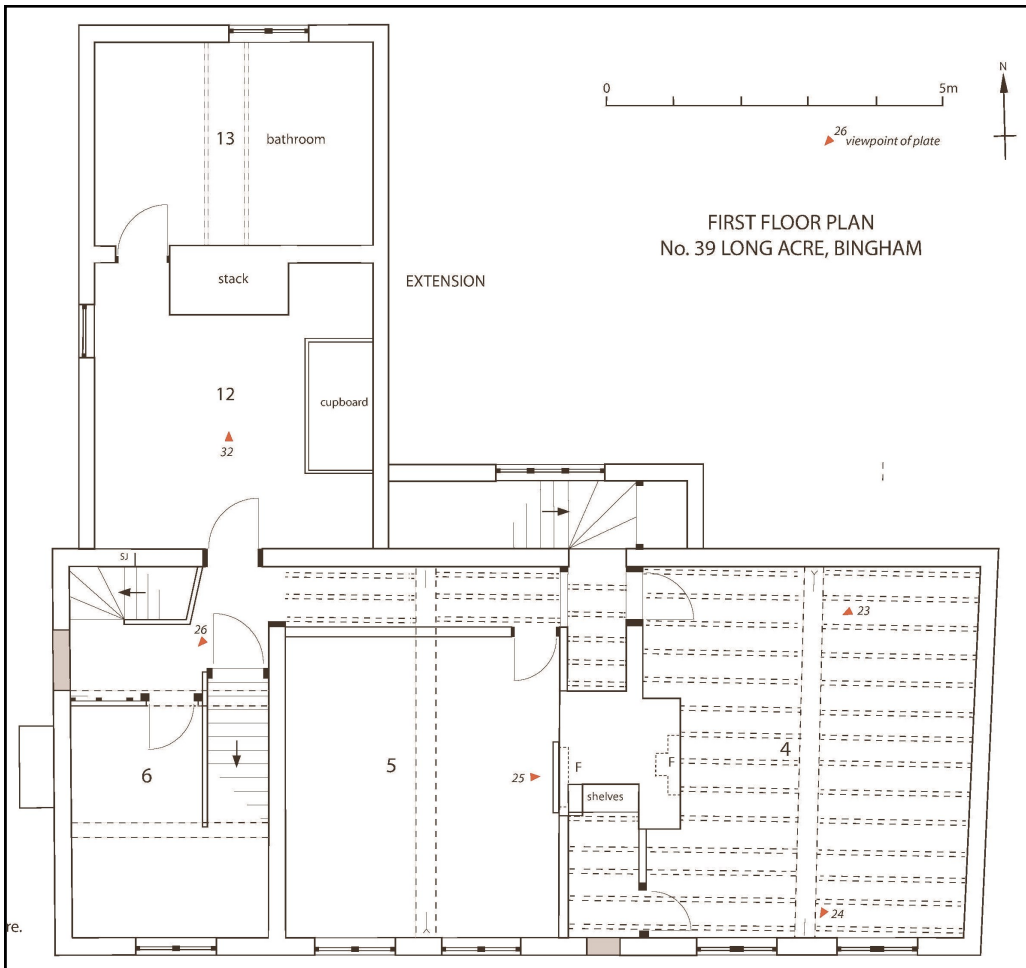 0
5m
N
26
viewpoint of plate
13
bathroom
FIRST FLOOR PLAN
No. 39 LONG ACRE, BINGHAM
stack
EXTENSION
12
cupboard
32
SJ
26
23
6
5
25
F
F
4
shelves
24
re.